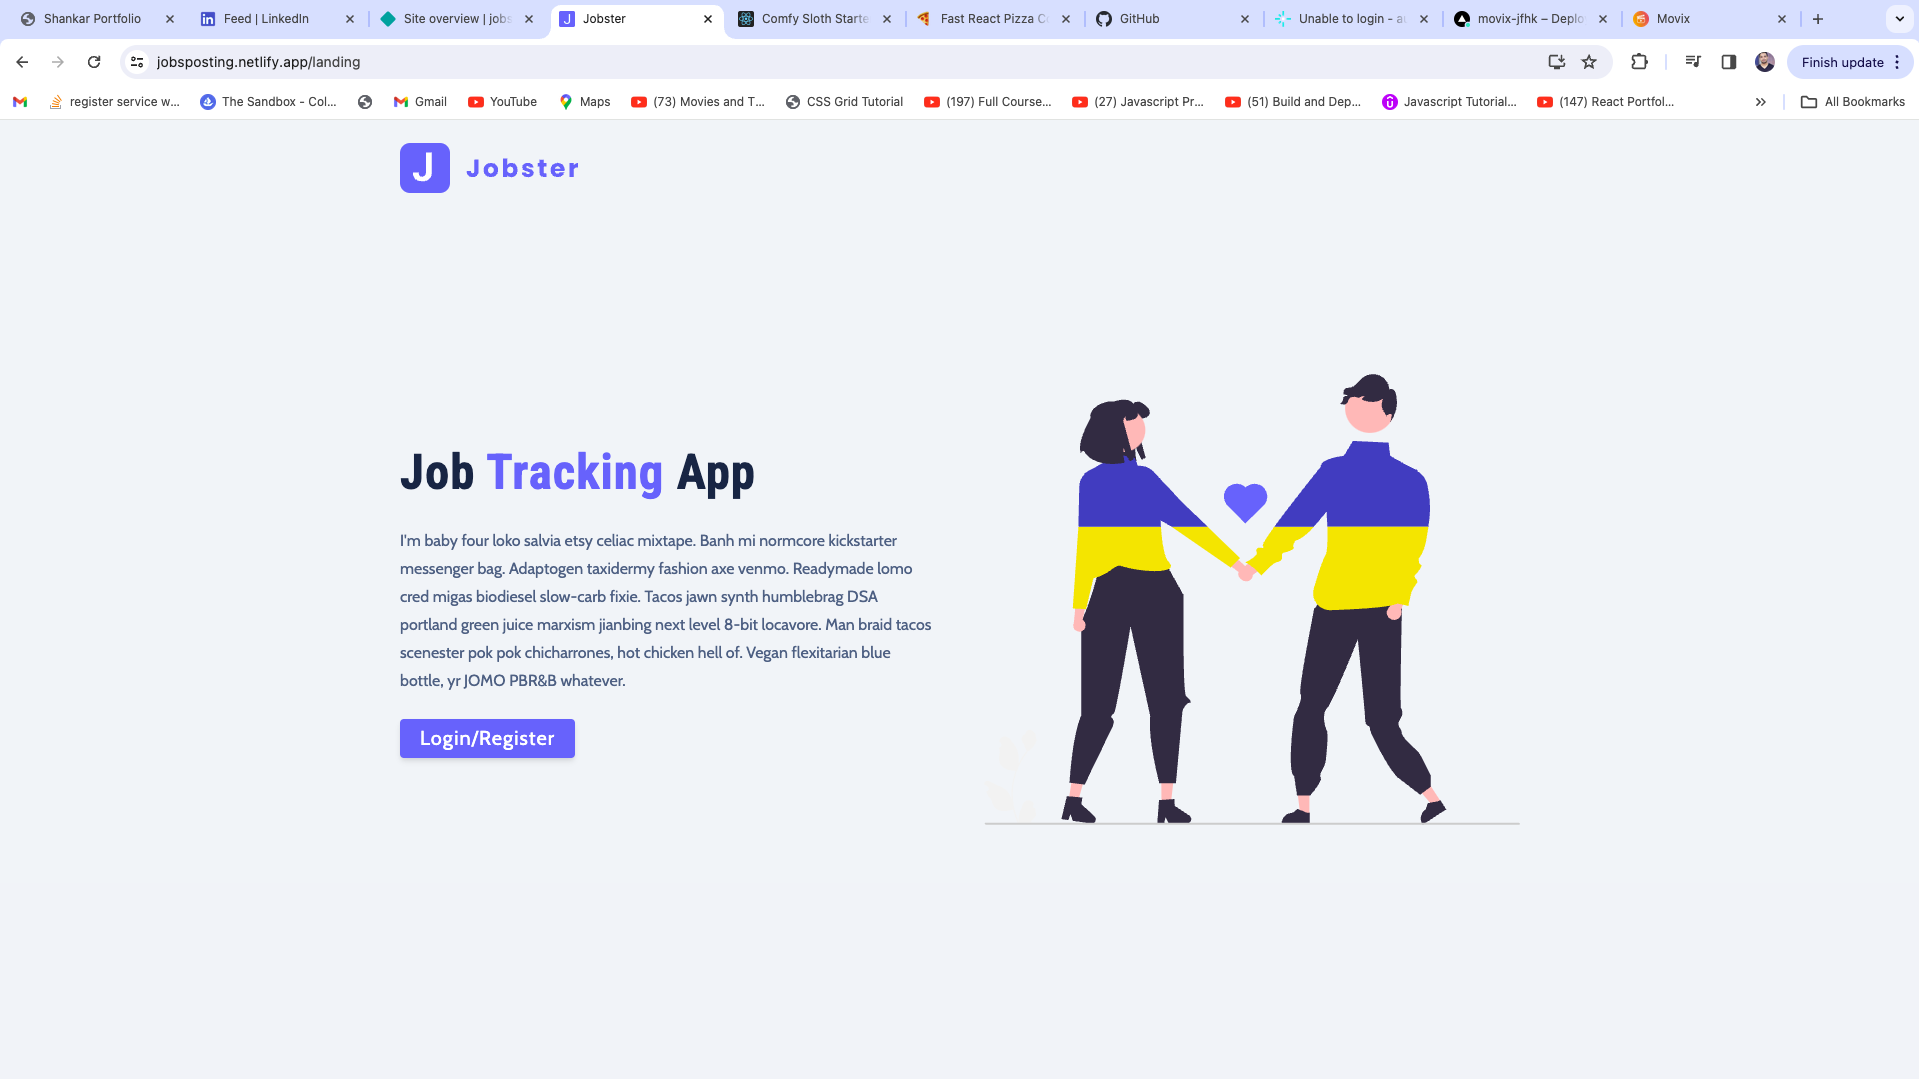 Shankar Portfolio
Feed | LinkedIn
Site overview | jobs
Jobster
Comfy Sloth Starte
Fast React Pizza C
GitHub
Unable to login - a
movix-jfhk – Deplo
Movix
jobsposting.netlify.app/landing
Finish update
register service w...
The Sandbox - Col...
Gmail
YouTube
Maps
(73) Movies and T...
CSS Grid Tutorial
(197) Full Course...
(27) Javascript Pr...
(51) Build and Dep...
Javascript Tutorial...
(147) React Portfol...
All Bookmarks
J Jobster
Job Tracking App
I'm baby four loko salvia etsy celiac mixtape. Banh mi normcore kickstarter
messenger bag. Adaptogen taxidermy fashion axe venmo. Readymade lomo
cred migas biodiesel slow-carb fixie. Tacos jawn synth humblebrag DSA
portland green juice marxism jianbing next level 8-bit locavore. Man braid tacos
scenester pok pok chicharrones, hot chicken hell of. Vegan flexitarian blue
bottle, yr JOMO PBR&B whatever.
Login/Register